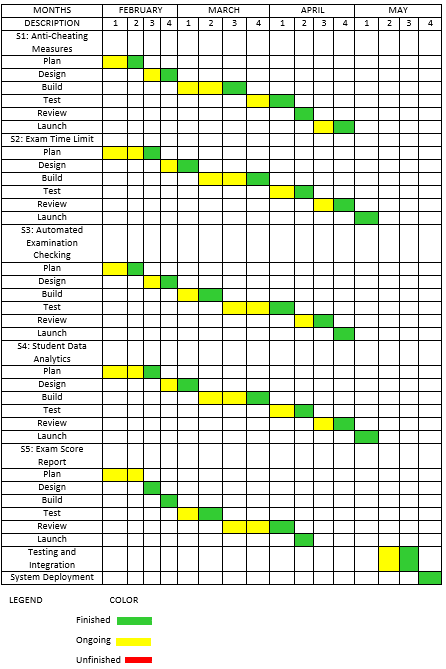 MONTHS FEBRUARY MARCH APRIL MAY
DESCRIPTION 1 2 3 4 1 2 3 4 1 2 3 4 1 2 3 4
S1: Anti-Cheating
Measures
Plan
Design
Build
Test
Review
Launch
S2: Exam Time Limit
Plan
Design
Build
Test
Review
Launch
S3: Automated
Examination
Checking
Plan
Design
Build
Test
Review
Launch
S4: Student Data
Analytics
Plan
Design
Build
Test
Review
Launch
S5: Exam Score
Report
Plan
Design
Build
Test
Review
Launch
Testing and
Integration
System Deployment
LEGEND COLOR
Finished
Ongoing
Unfinished